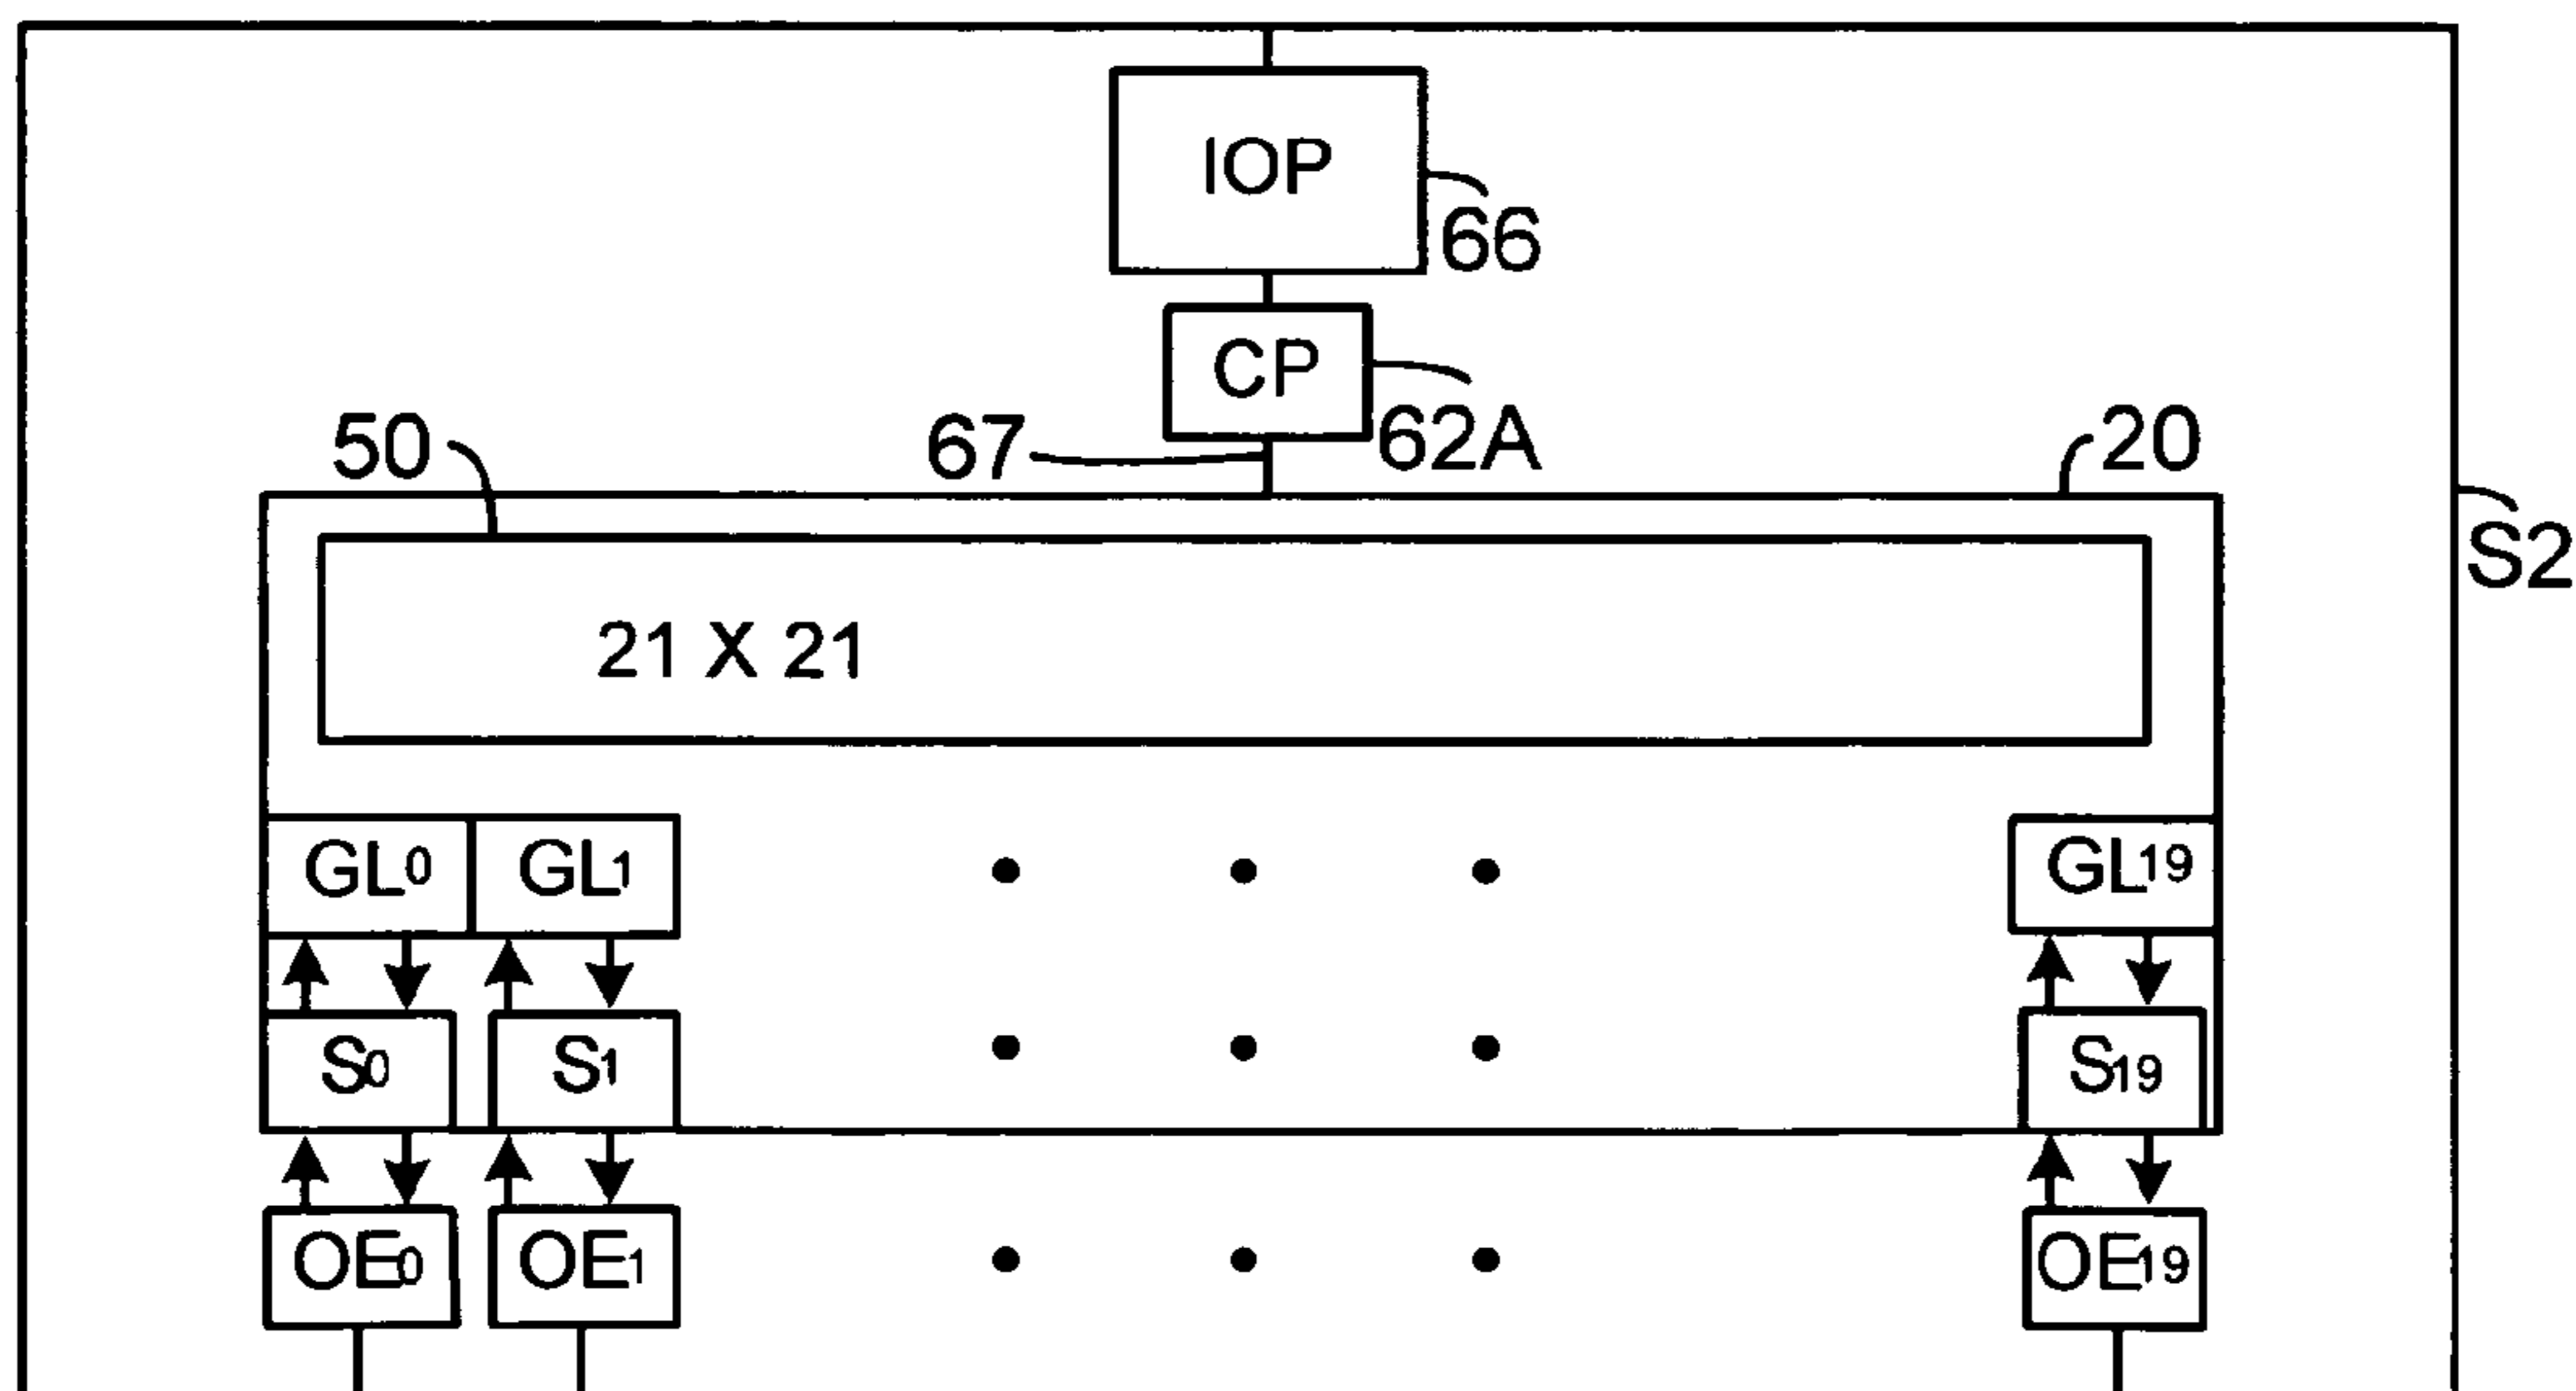 IOP
66
CP
62A
67
50
20
S2
21 X 21
GL0 GL1 GL19
S0 S1 S19
OE0 OE1 OE19